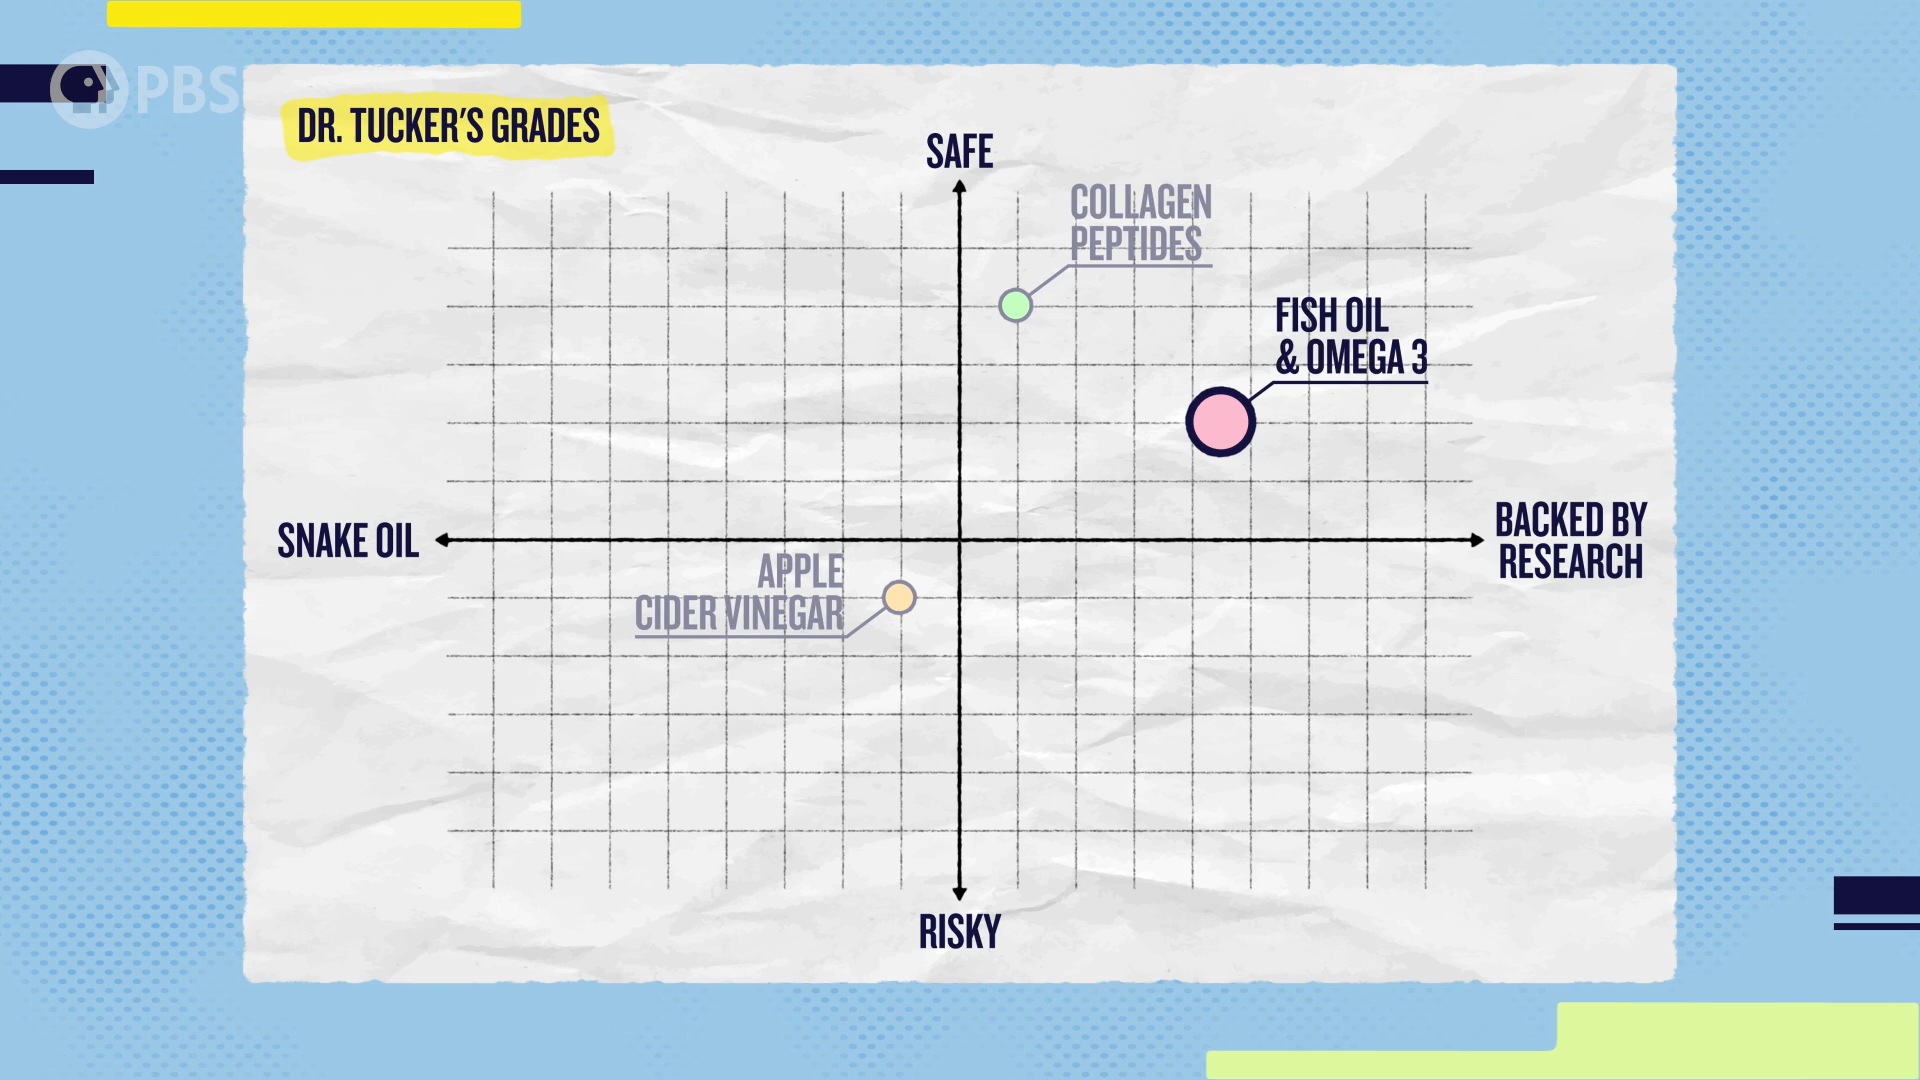 PBS
DR. TUCKER'S GRADES
SAFE
COLLAGEN
PEPTIDES
FISH OIL
& OMEGA 3
SNAKE OIL
BACKED BY
RESEARCH
APPLE
CIDER VINEGAR
RISKY